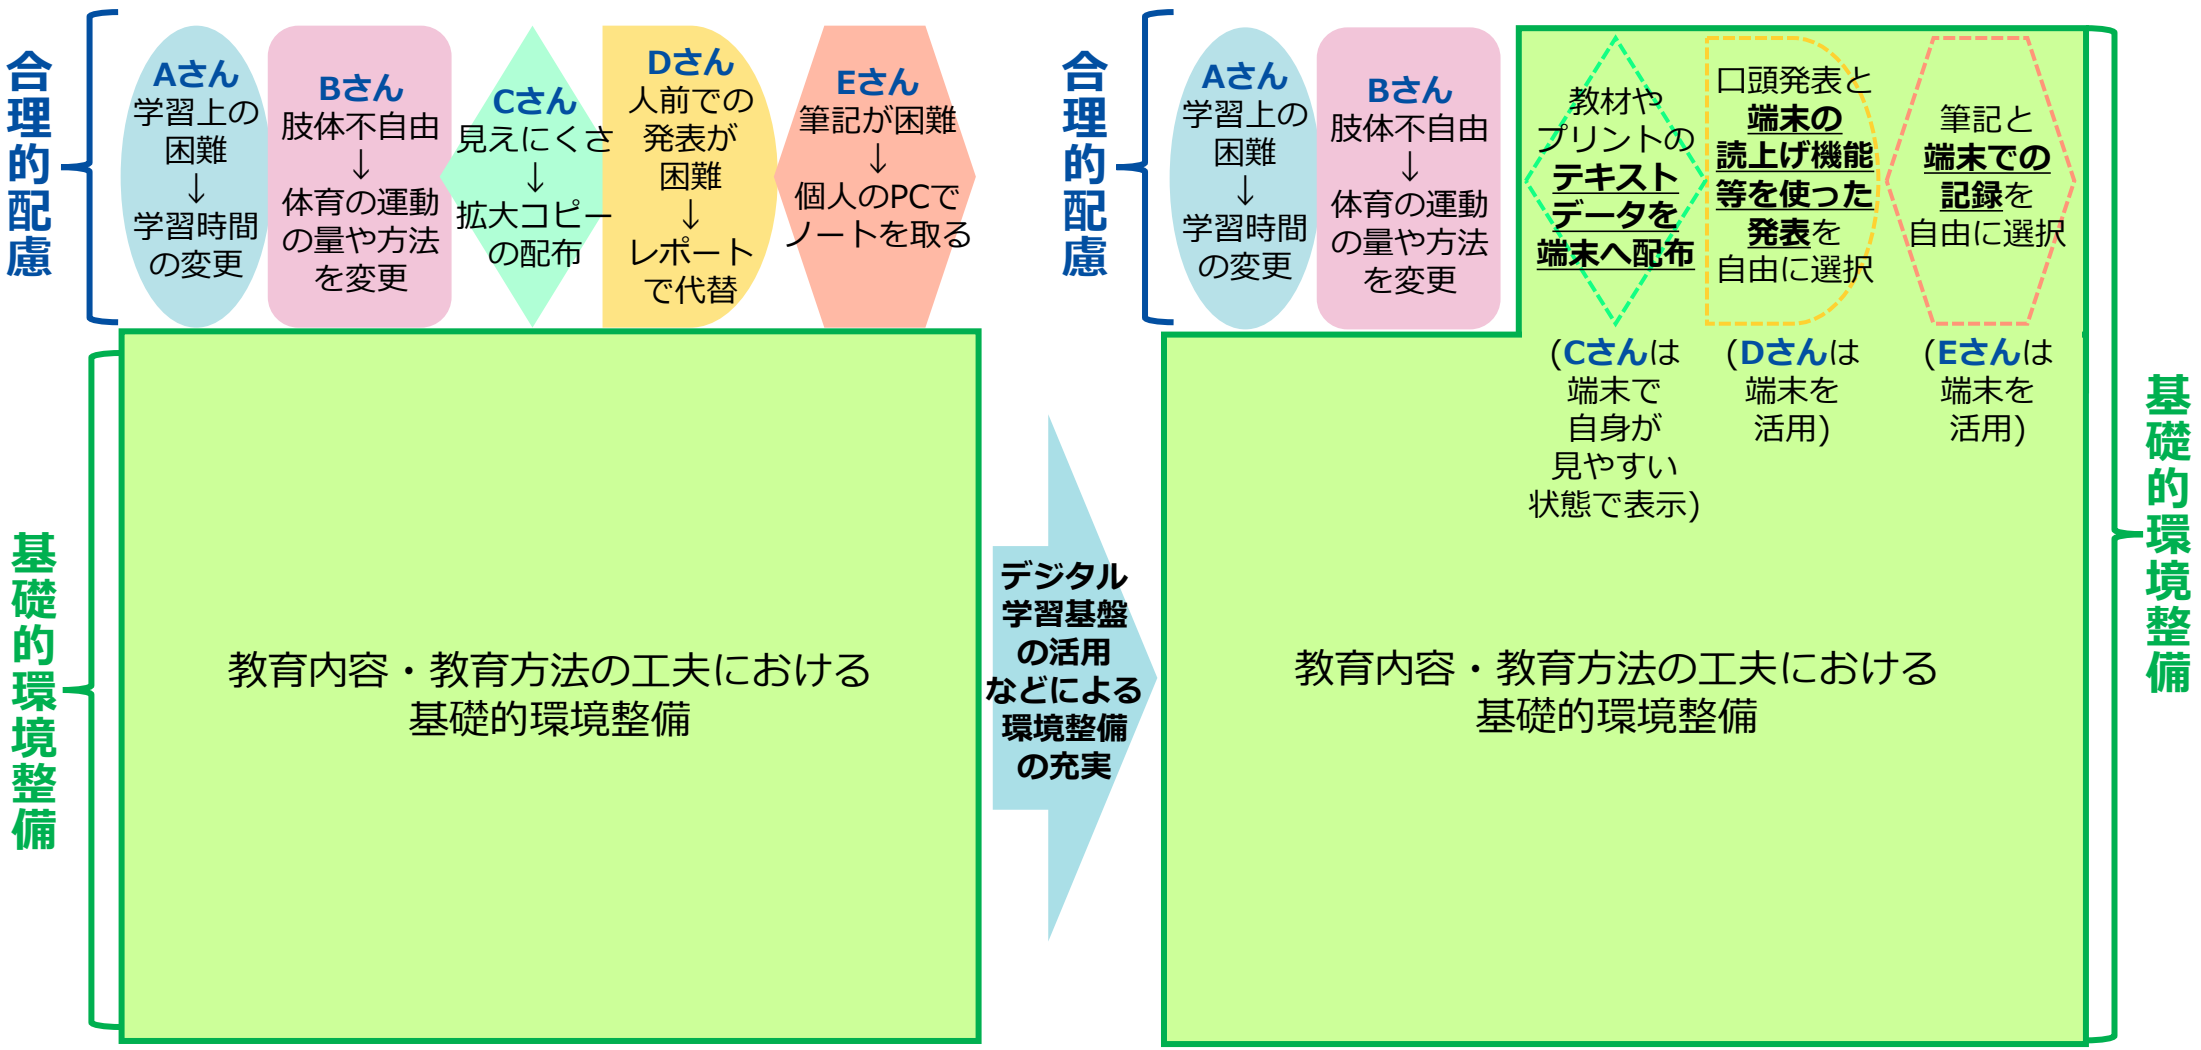 合理的配慮
Aさん
学習上の
困難
↓
学習時間
の変更
Bさん
肢体不自由
↓
体育の運動
の量や方法
を変更
Cさん
見えにくさ
↓
拡大コピー
の配布
Dさん
人前での
発表が
困難
↓
レポート
で代替
Eさん
筆記が困難
↓
個人のPCで
ノートを取る
基礎的環境整備
教育内容・教育方法の工夫における
基礎的環境整備
デジタル
学習基盤
の活用
などによる
環境整備
の充実
合理的配慮
Aさん
学習上の
困難
↓
学習時間
の変更
Bさん
肢体不自由
↓
体育の運動
の量や方法
を変更
教材や
プリントの
テキスト
データを
端末へ配布
(Cさんは
端末で
自身が
見やすい
状態で表示)
口頭発表と
端末の
読上げ機能
等を使った
発表を
自由に選択
(Dさんは
端末を
活用)
筆記と
端末での
記録を
自由に選択
(Eさんは
端末を
活用)
教育内容・教育方法の工夫における
基礎的環境整備
基礎的環境整備